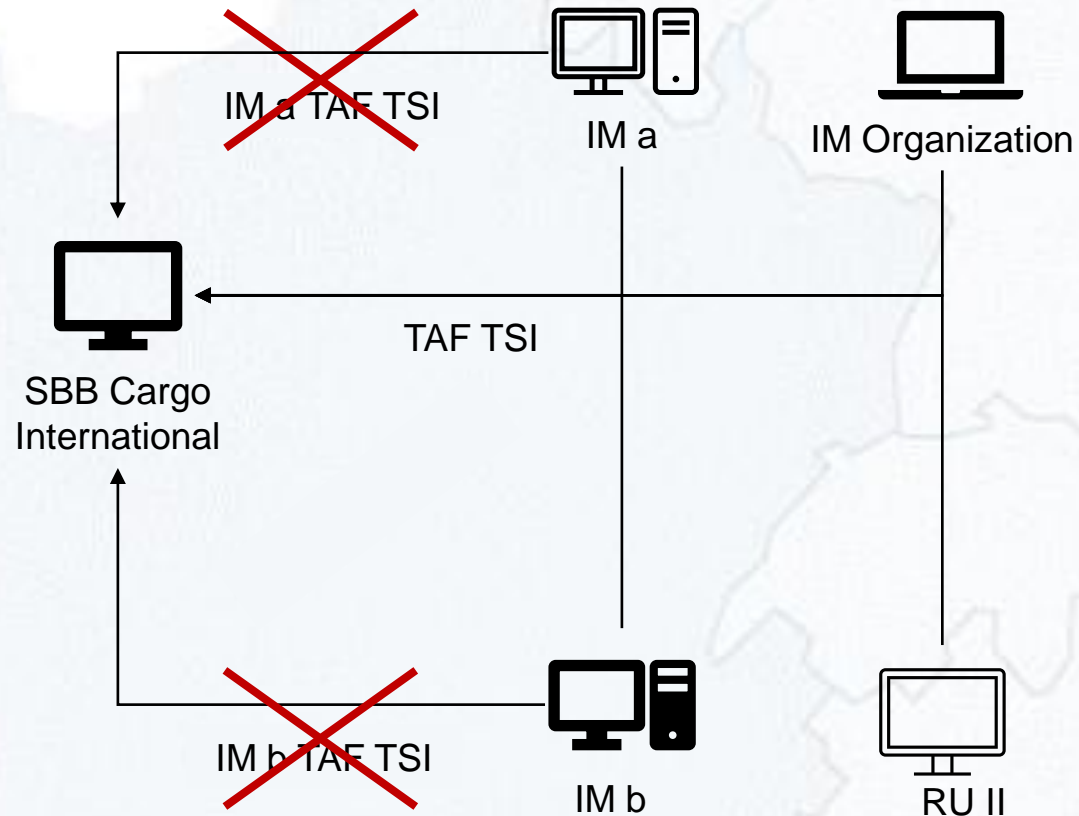 IM a TAF TSI
IM a
IM Organization
TAF TSI
SBB Cargo
International
IM b TAF TSI
IM b
RU II